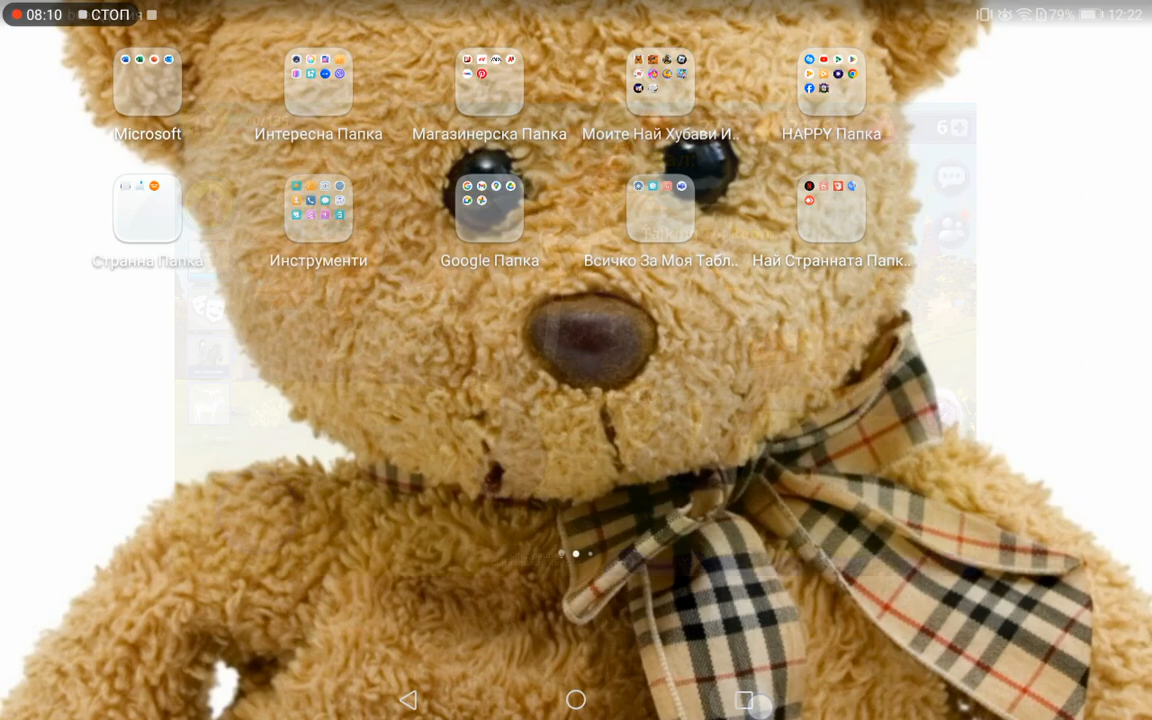 08:10 СТОП
79% 12:22
Microsoft
Интересна Папка
Магазинерска Папка
Моите Най Хубави И..
HAPPY Папка
6
Странна Папка
Инструменти
Google Папка
Всичко За Моя Табл..
Най Странната Папк..